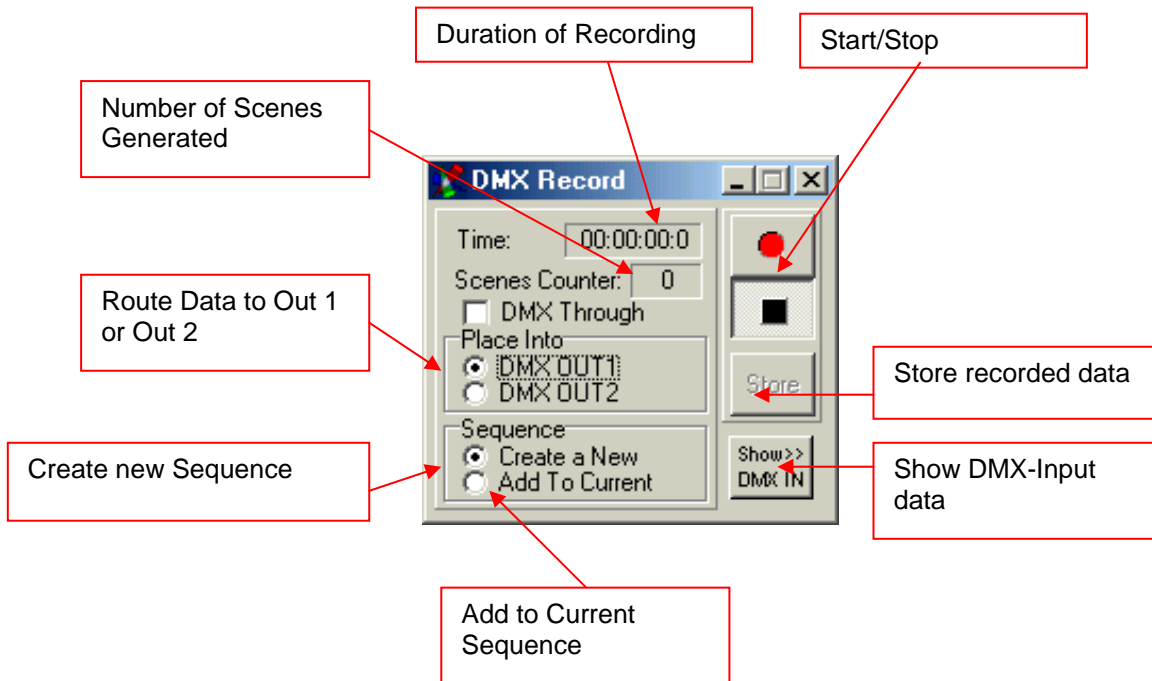 Duration of Recording
Start/Stop
Number of Scenes
Generated
DMX Record
Time: 00:00:00:0
Scenes Counter: 0
DMX Through
Route Data to Out 1
or Out 2
Place Into
DMX OUT1
DMX OUT2
Store
Store recorded data
Sequence
Create a New
Add To Current
Show>>
DMX IN
Create new Sequence
Show DMX-Input
data
Add to Current
Sequence